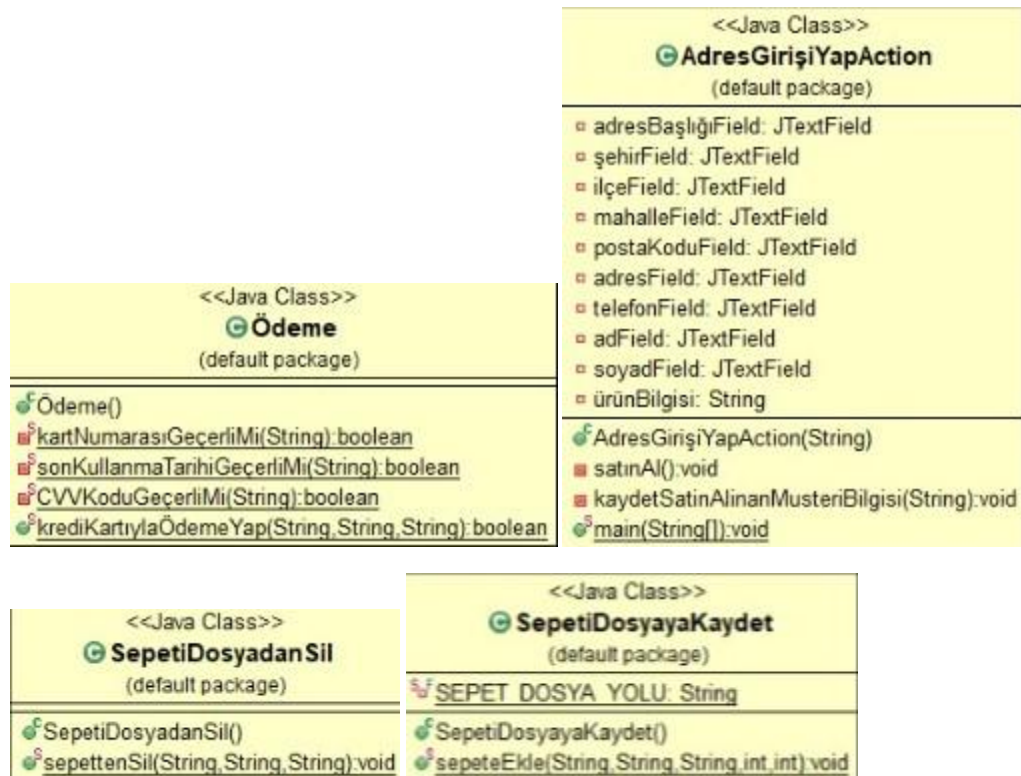 <<Java Class>>
AdresGirişiYapAction
(default package)
adresBaşlığıField: JTextField
şehirField: JTextField
ilçeField: JTextField
mahalleField: JTextField
postaKoduField: JTextField
adresField: JTextField
telefonField: JTextField
adField: JTextField
soyadField: JTextField
ürünBilgisi: String
AdresGirişiYapAction(String)
satınAl():void
kaydetSatinAlinanMusteriBilgisi(String):void
main(String[]):void
<<Java Class>>
Ödeme
(default package)
Ödeme()
kartNumarasıGeçerliMi(String):boolean
sonKullanmaTarihiGeçerliMi(String):boolean
CVVKoduGeçerliMi(String):boolean
krediKartıylaÖdemeYap(String,String,String):boolean
<<Java Class>>
SepetiDosyadanSil
(default package)
SepetiDosyadanSil()
sepettenSil(String,String,String):void
<<Java Class>>
SepetiDosyayaKaydet
(default package)
SEPET_DOSYA_YOLU: String
SepetiDosyayaKaydet()
sepeteEkle(String,String,String,int,int):void